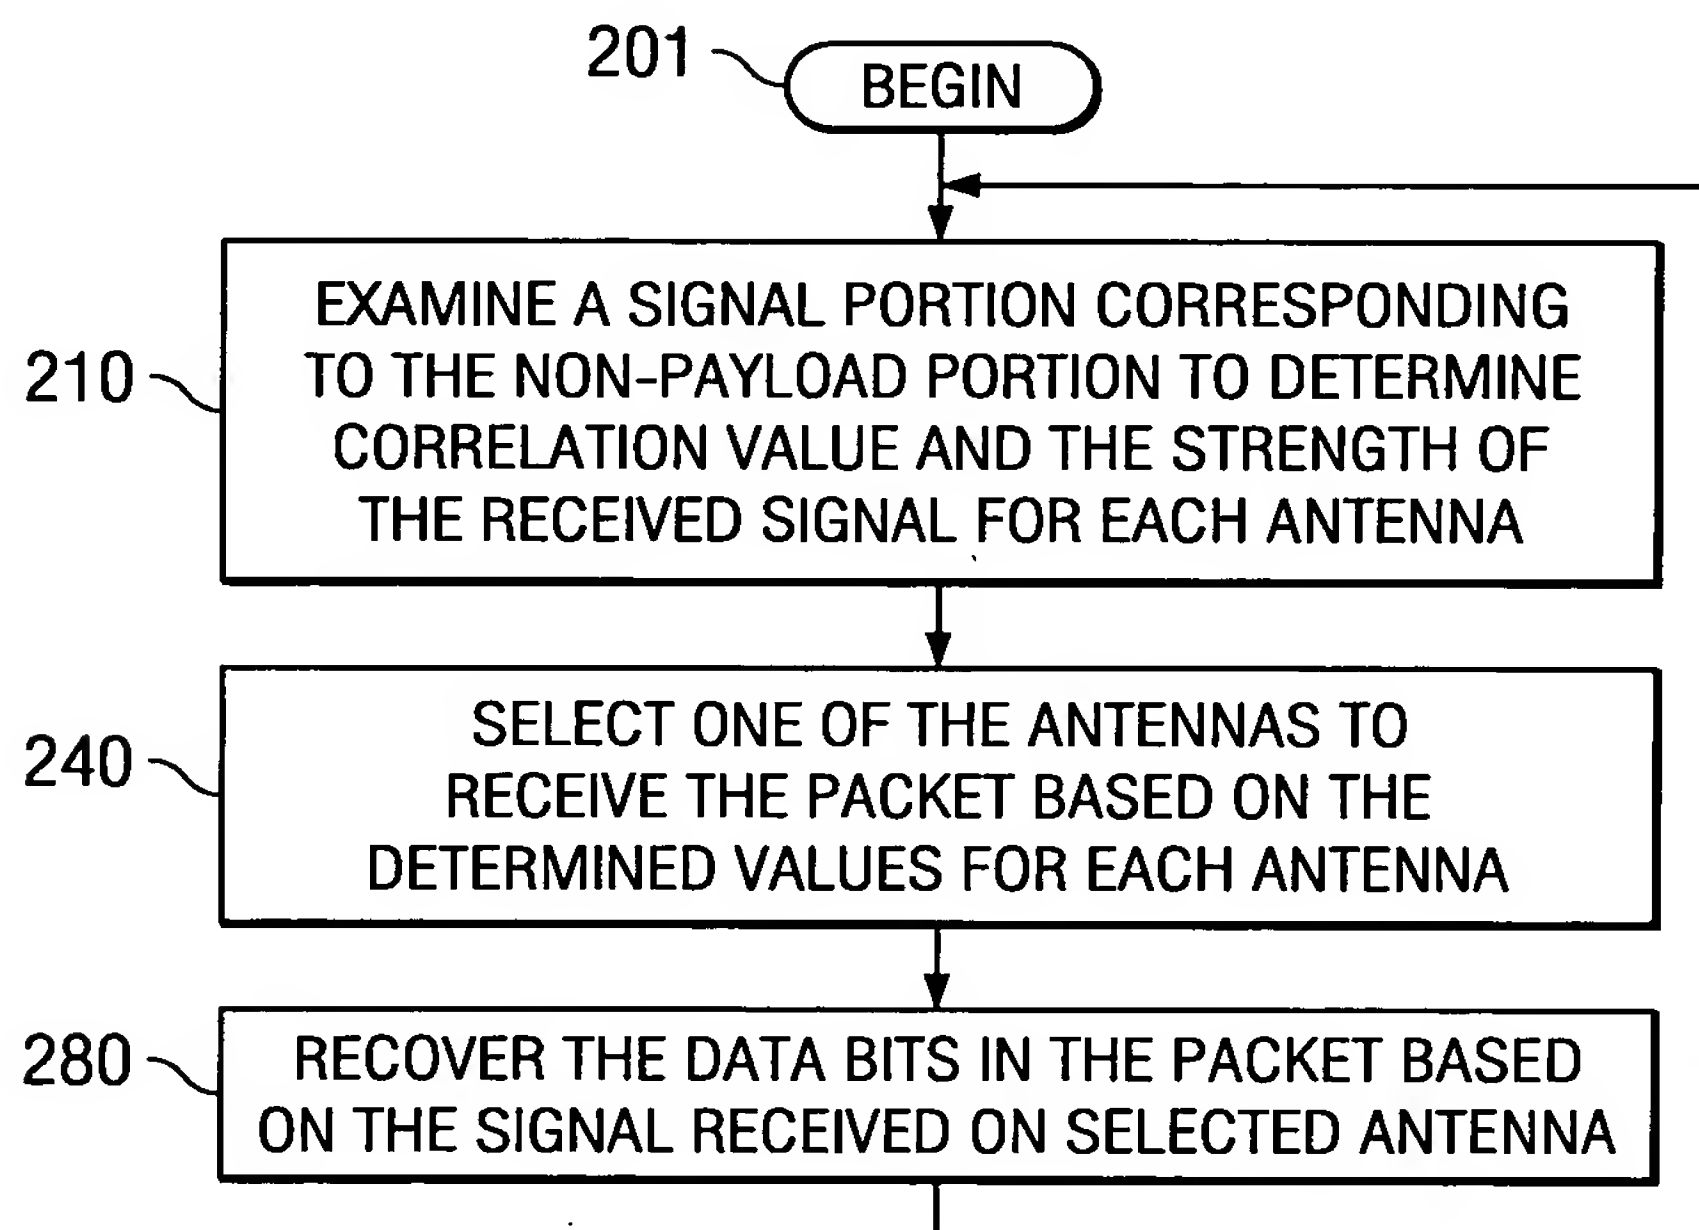 201
BEGIN
210
EXAMINE A SIGNAL PORTION CORRESPONDING
TO THE NON-PAYLOAD PORTION TO DETERMINE
CORRELATION VALUE AND THE STRENGTH OF
THE RECEIVED SIGNAL FOR EACH ANTENNA
240
SELECT ONE OF THE ANTENNAS TO
RECEIVE THE PACKET BASED ON THE
DETERMINED VALUES FOR EACH ANTENNA
280
RECOVER THE DATA BITS IN THE PACKET BASED
ON THE SIGNAL RECEIVED ON SELECTED ANTENNA